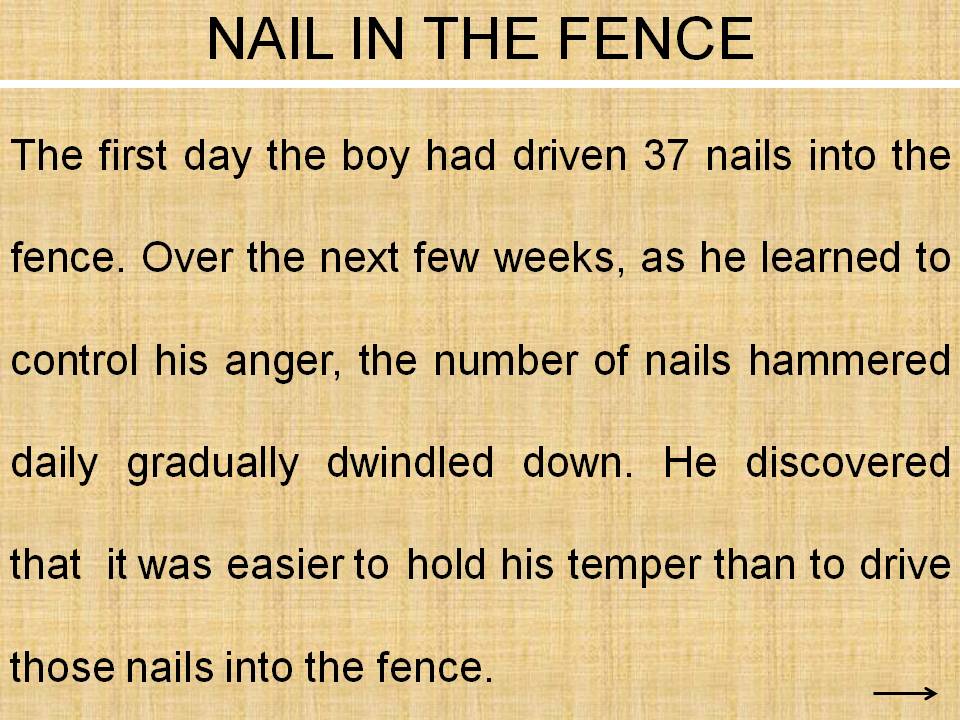 NAIL IN THE FENCE
The first day the boy had driven 37 nails into the
fence. Over the next few weeks, as he learned to
control his anger, the number of nails hammered
daily gradually dwindled down. He discovered
that it was easier to hold his temper than to drive
those nails into the fence.